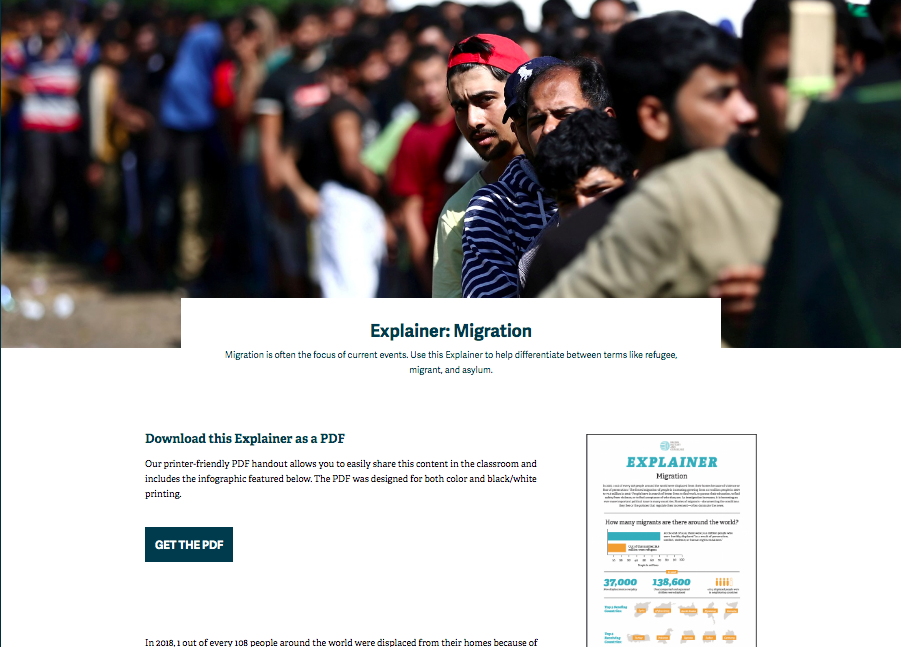 Explainer: Migration
Migration is often the focus of current events. Use this Explainer to help differentiate between terms like refugee,
migrant, and asylum.
Download this Explainer as a PDF
Our printer-friendly PDF handout allows you to easily share this content in the classroom and
includes the infographic featured below. The PDF was designed for both color and black/white
printing.
GET THE PDF
EXPLAINER
Migration
How many migrants are there around the world?
37,000
138,600
In 2018, 1 out of every 108 people around the world were displaced from their homes because of